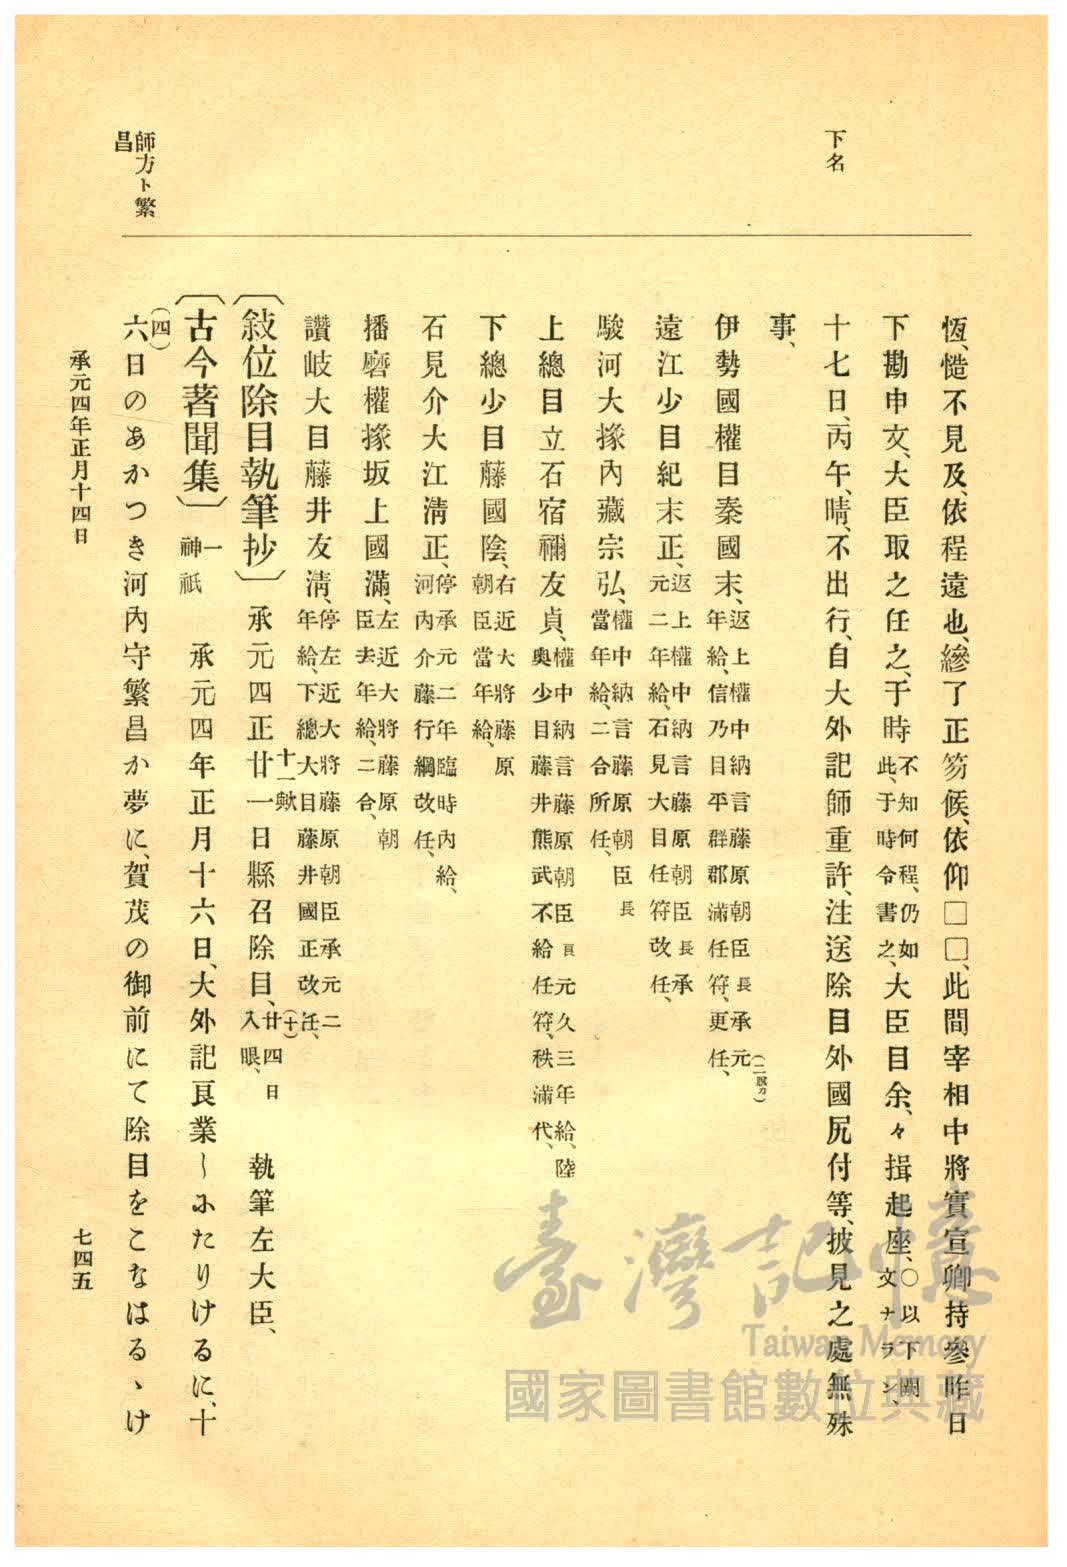 下名
恆、慥不見及、依程遠也、縿了正笏候、依仰□□、此間宰相中將實宣卿持參昨日
下勘申文、大臣取之任之、于時不知何程、仍如此、于時令書之、大臣目余、々揖起座、○以下闕文ナラン、
十七日、丙午、晴、不出行、自大外記師重許、注送除目外國尻付等、披見之處無殊
事、
伊勢國權目秦國末、返上權中納言藤原朝臣長承元(二脱カ)年給、信乃目平群郡滿任符、更任、
遠江少目紀末正、返上權中納言藤原朝臣長承元二年給、石見大目任符改任、
駿河大掾內藏宗弘、權中納言藤原朝臣長當年給、二合所任、
上總目立石宿禰友貞、權中納言藤原朝臣良元久三年給、陸奧少目藤井熊武不給任符、秩滿代、
下總少目藤國陰、右近大將藤原朝臣當年給、
石見介大江淸正、停承元二年臨時內給、河內介藤行綱改任、
播磨權掾坂上國滿、左近大將藤原朝臣去年給、二合、
讚岐大目藤井友淸、停左近大將藤原朝臣承元二年給、下總大目藤井國正改任、
〔敍位除目執筆抄〕 承元四正廿一(十一歟)日縣召除目、廿(十)四日入眼、 執筆左大臣、
〔古今著聞集〕 一神祇 承元四年正月十六日、大外記良業しふたりけるに、十
師方ト繁昌
六(四)日のあかつき河內守繁昌か夢に、賀茂の御前にて除目をこなはるゝけ
承元四年正月十四日
七四五
臺灣記憶
Taiwan Memory
國家圖書館數位典藏